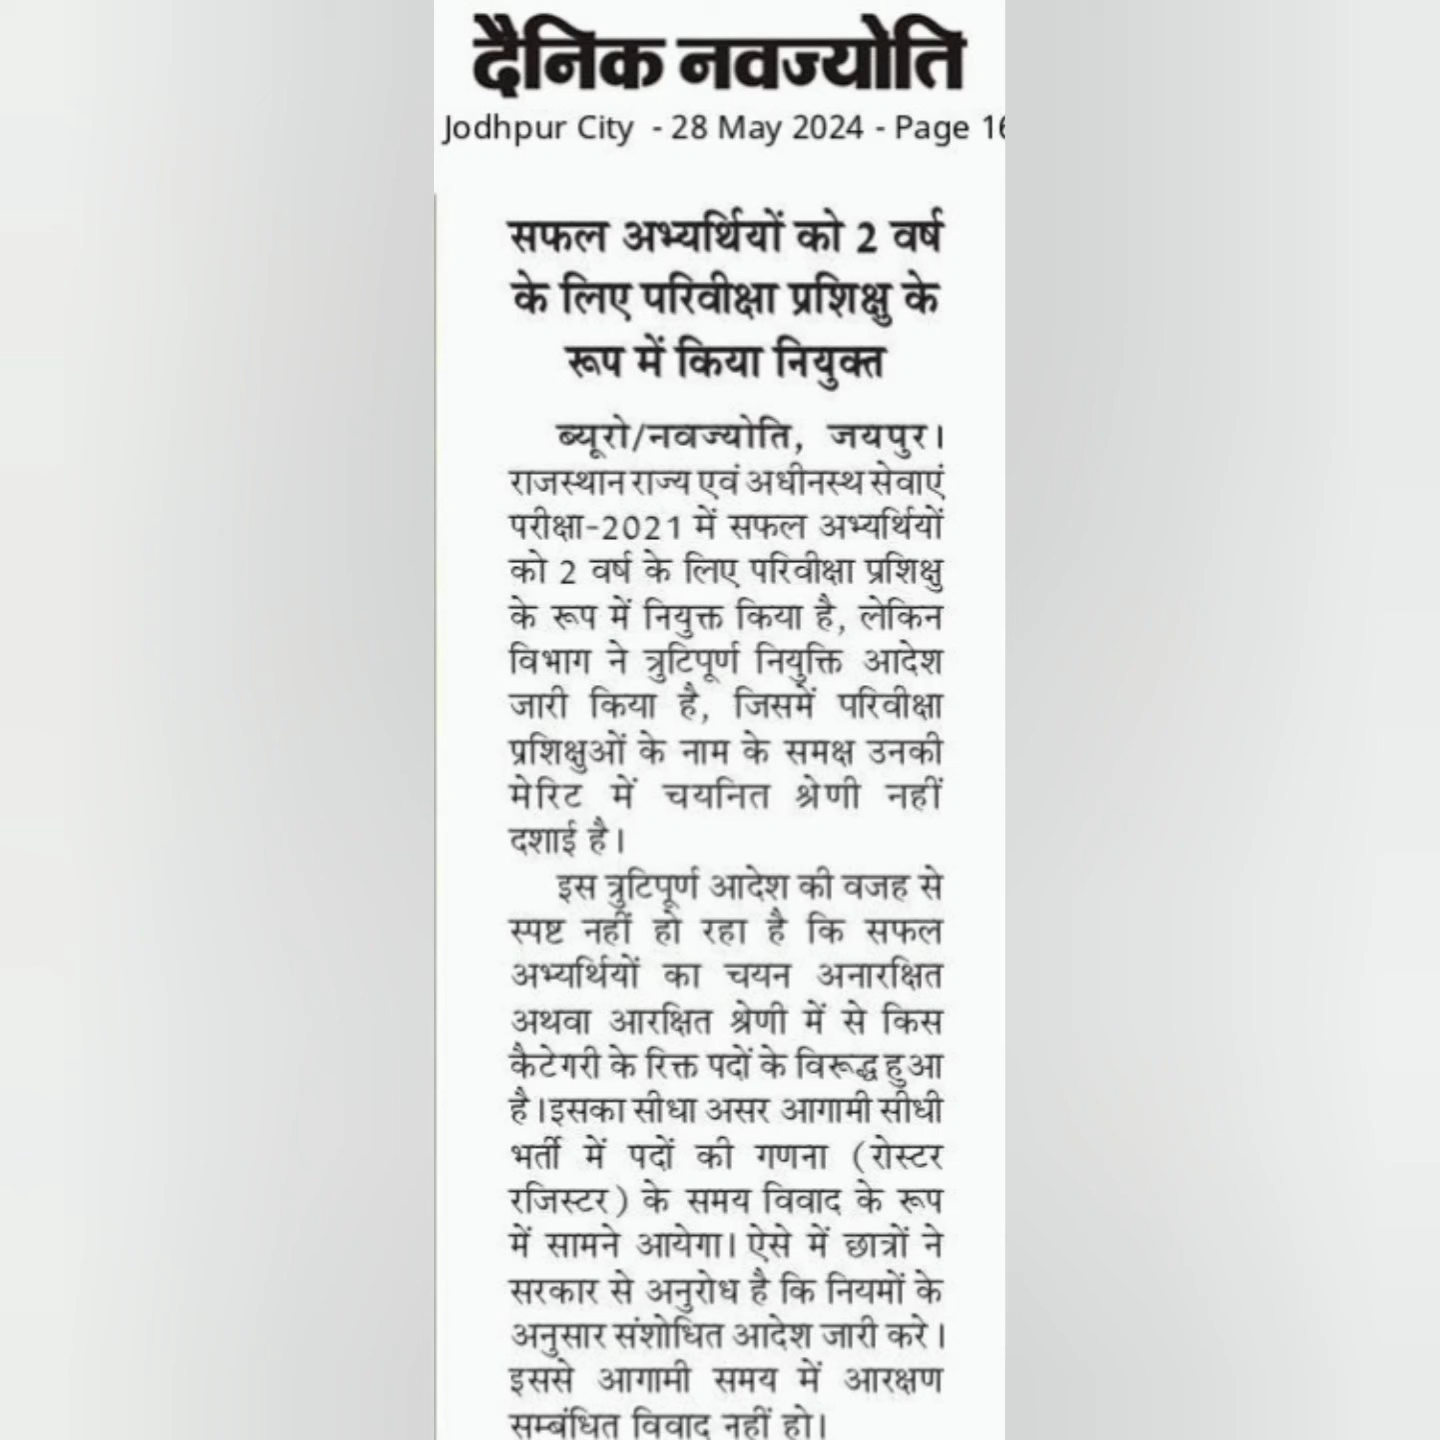 दैनिक नवज्योति
Jodhpur City - 28 May 2024 - Page 16
सफल अभ्यर्थियों को 2 वर्ष
के लिए परिवीक्षा प्रशिक्षु के
रूप में किया नियुक्त
ब्यूरो/नवज्योति, जयपुर।
राजस्थान राज्य एवं अधीनस्थ सेवाएं
परीक्षा-2021 में सफल अभ्यर्थियों
को 2 वर्ष के लिए परिवीक्षा प्रशिक्षु
के रूप में नियुक्त किया है, लेकिन
विभाग ने त्रुटिपूर्ण नियुक्ति आदेश
जारी किया है, जिसमें परिवीक्षा
प्रशिक्षुओं के नाम के समक्ष उनकी
मेरिट में चयनित श्रेणी नहीं
दशाई है।
इस त्रुटिपूर्ण आदेश की वजह से
स्पष्ट नहीं हो रहा है कि सफल
अभ्यर्थियों का चयन अनारक्षित
अथवा आरक्षित श्रेणी में से किस
कैटेगरी के रिक्त पदों के विरूद्ध हुआ
है। इसका सीधा असर आगामी सीधी
भर्ती में पदों की गणना (रोस्टर
रजिस्टर) के समय विवाद के रूप
में सामने आयेगा। ऐसे में छात्रों ने
सरकार से अनुरोध है कि नियमों के
अनुसार संशोधित आदेश जारी करे।
इससे आगामी समय में आरक्षण
सम्बंधित विवाद नहीं हो।